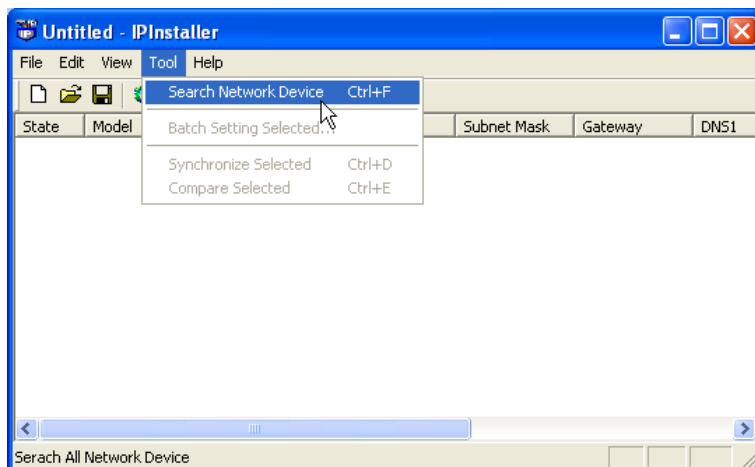 Untitled - IPInstaller
File Edit View Tool Help
Search Network Device Ctrl+F
State Model Subnet Mask Gateway DNS1
Batch Setting Selected...
Synchronize Selected Ctrl+D
Compare Selected Ctrl+E
Serach All Network Device